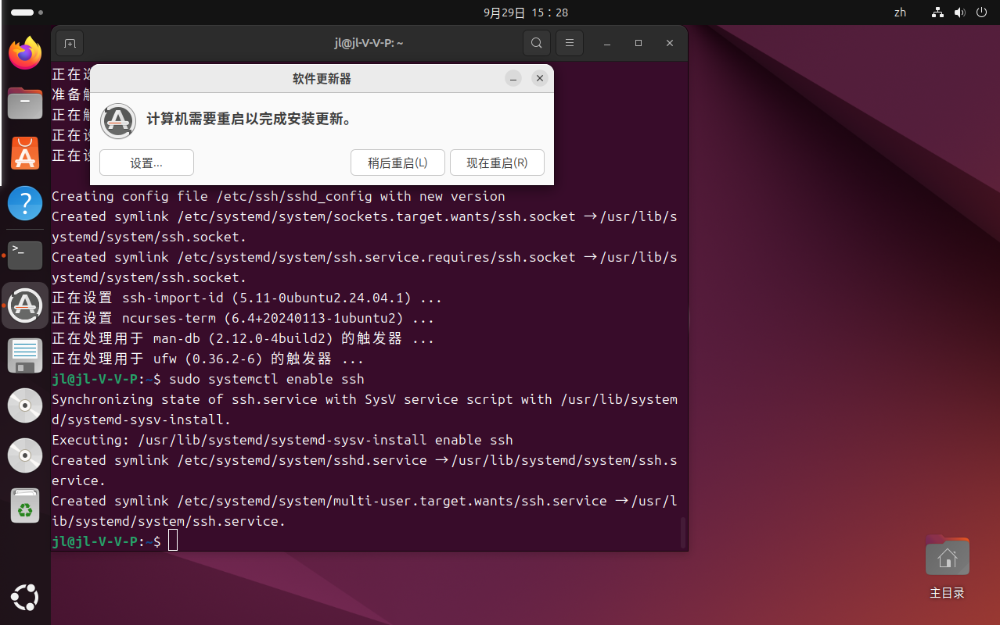 9月29日 15：28
zh
jl@jl-V-V-P: ~
正在
准备
正在
正在
正在
软件更新器
计算机需要重启以完成安装更新。
设置...
稍后重启(L)
现在重启(R)
Creating config file /etc/ssh/sshd_config with new version
Created symlink /etc/systemd/system/sockets.target.wants/ssh.socket → /usr/lib/s
ystemd/system/ssh.socket.
Created symlink /etc/systemd/system/ssh.service.requires/ssh.socket → /usr/lib/s
ystemd/system/ssh.socket.
正在设置 ssh-import-id (5.11-0ubuntu2.24.04.1) ...
正在设置 ncurses-term (6.4+20240113-1ubuntu2) ...
正在处理用于 man-db (2.12.0-4build2) 的触发器 ...
正在处理用于 ufw (0.36.2-6) 的触发器 ...
jl@jl-V-V-P:~$ sudo systemctl enable ssh
Synchronizing state of ssh.service with SysV service script with /usr/lib/system
d/systemd-sysv-install.
Executing: /usr/lib/systemd/systemd-sysv-install enable ssh
Created symlink /etc/systemd/system/sshd.service → /usr/lib/systemd/system/ssh.s
ervice.
Created symlink /etc/systemd/system/multi-user.target.wants/ssh.service → /usr/l
ib/systemd/system/ssh.service.
jl@jl-V-V-P:~$
主目录